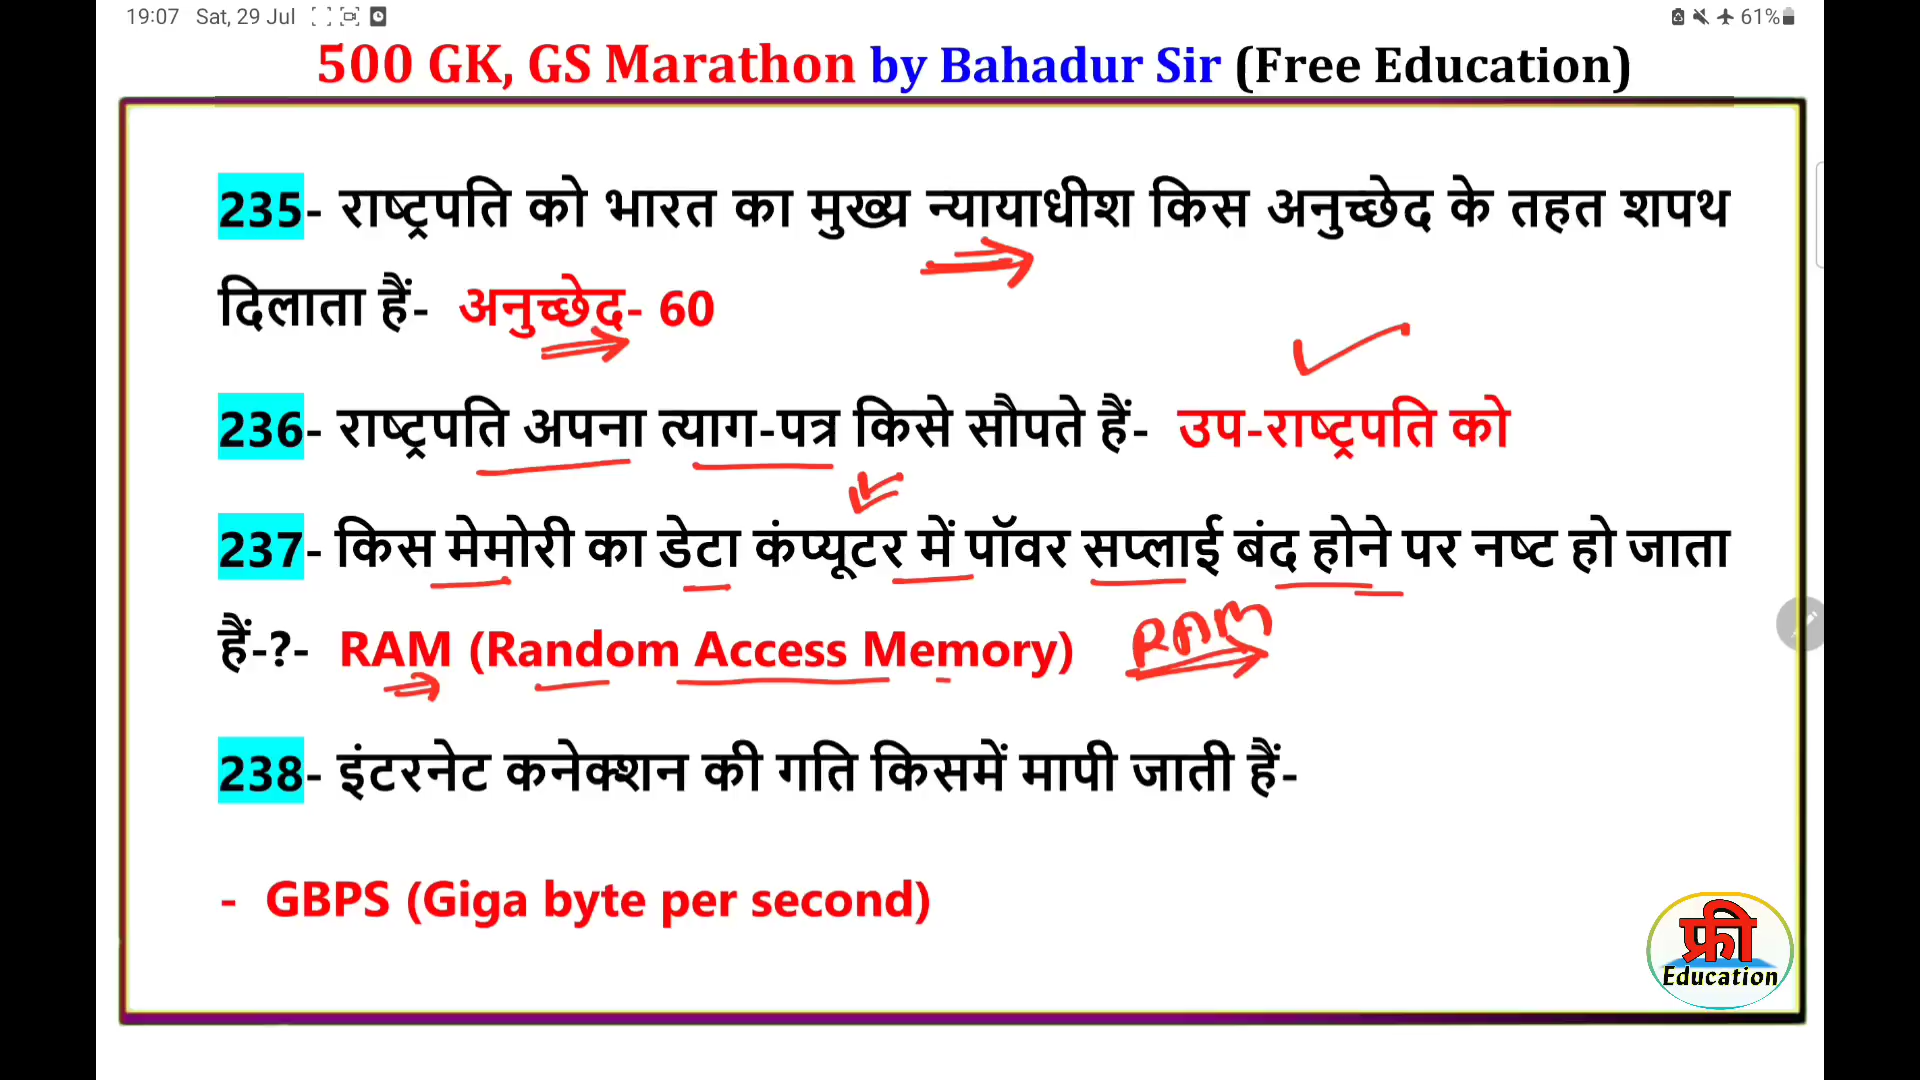 19:07 Sat, 29 Jul 61%
500 GK, GS Marathon by Bahadur Sir (Free Education)
235- राष्ट्रपति को भारत का मुख्य न्यायाधीश किस अनुच्छेद के तहत शपथ
दिलाता हैं- अनुच्छेद- 60
236- राष्ट्रपति अपना त्याग-पत्र किसे सौपते हैं- उप-राष्ट्रपति को
237- किस मेमोरी का डेटा कंप्यूटर में पॉवर सप्लाई बंद होने पर नष्ट हो जाता
हैं-?- RAM (Random Access Memory) RAM
238- इंटरनेट कनेक्शन की गति किसमें मापी जाती हैं-
- GBPS (Giga byte per second)
फ्री
Education